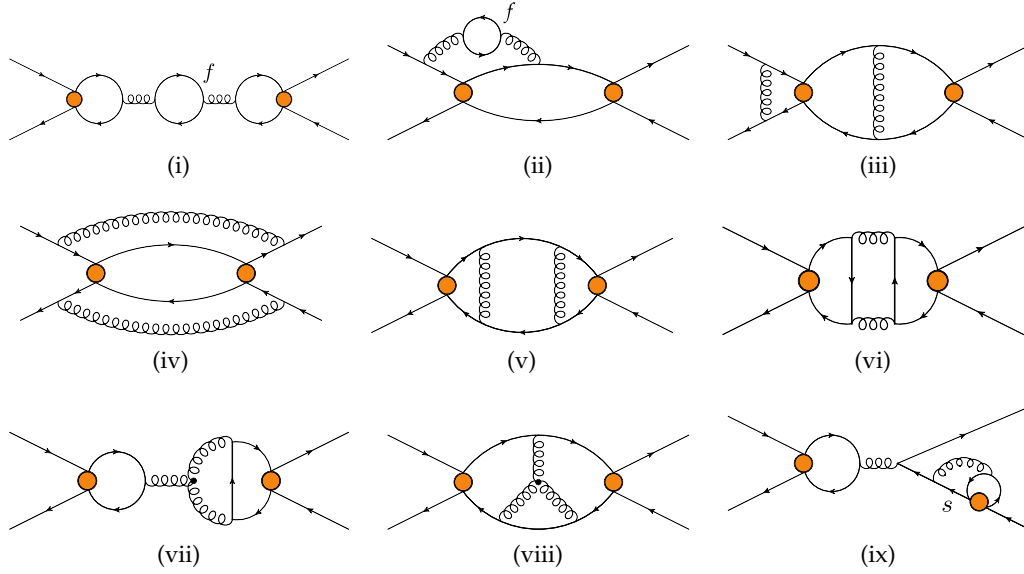 f
f
(i) (ii) (iii)
(iv) (v) (vi)
s
(vii) (viii) (ix)